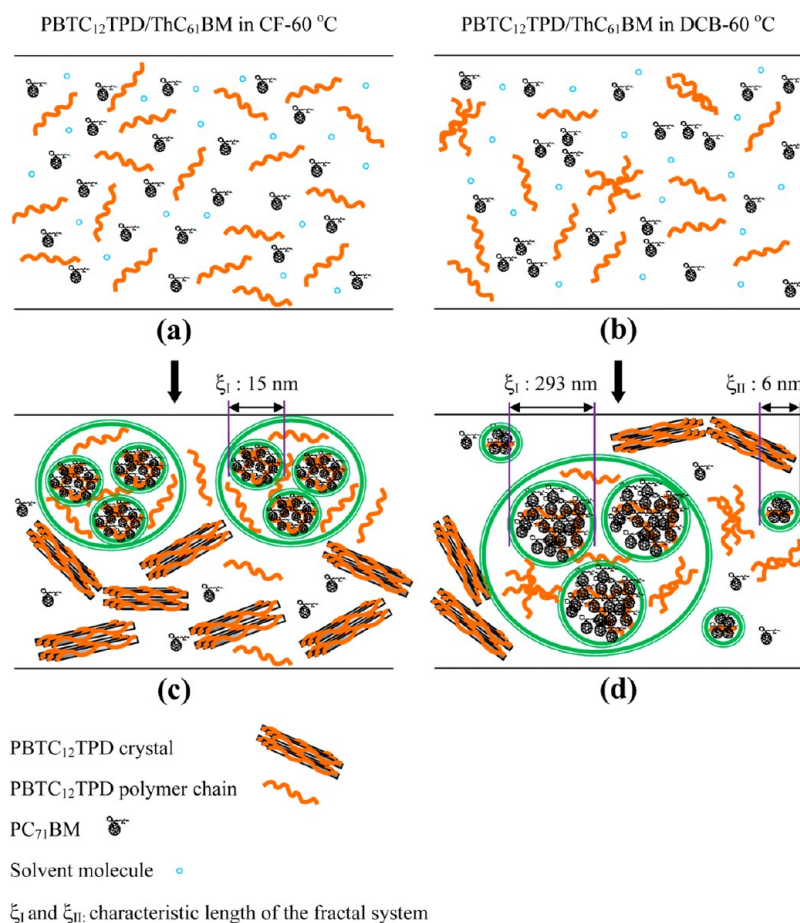 PBTC₁₂TPD/ThC₆₁BM in CF-60 °C
PBTC₁₂TPD/ThC₆₁BM in DCB-60 °C
(a)
(b)
ξI : 15 nm
ξI : 293 nm
ξII : 6 nm
(c)
(d)
PBTC₁₂TPD crystal
PBTC₁₂TPD polymer chain
PC₇₁BM
Solvent molecule
ξI and ξII: characteristic length of the fractal system